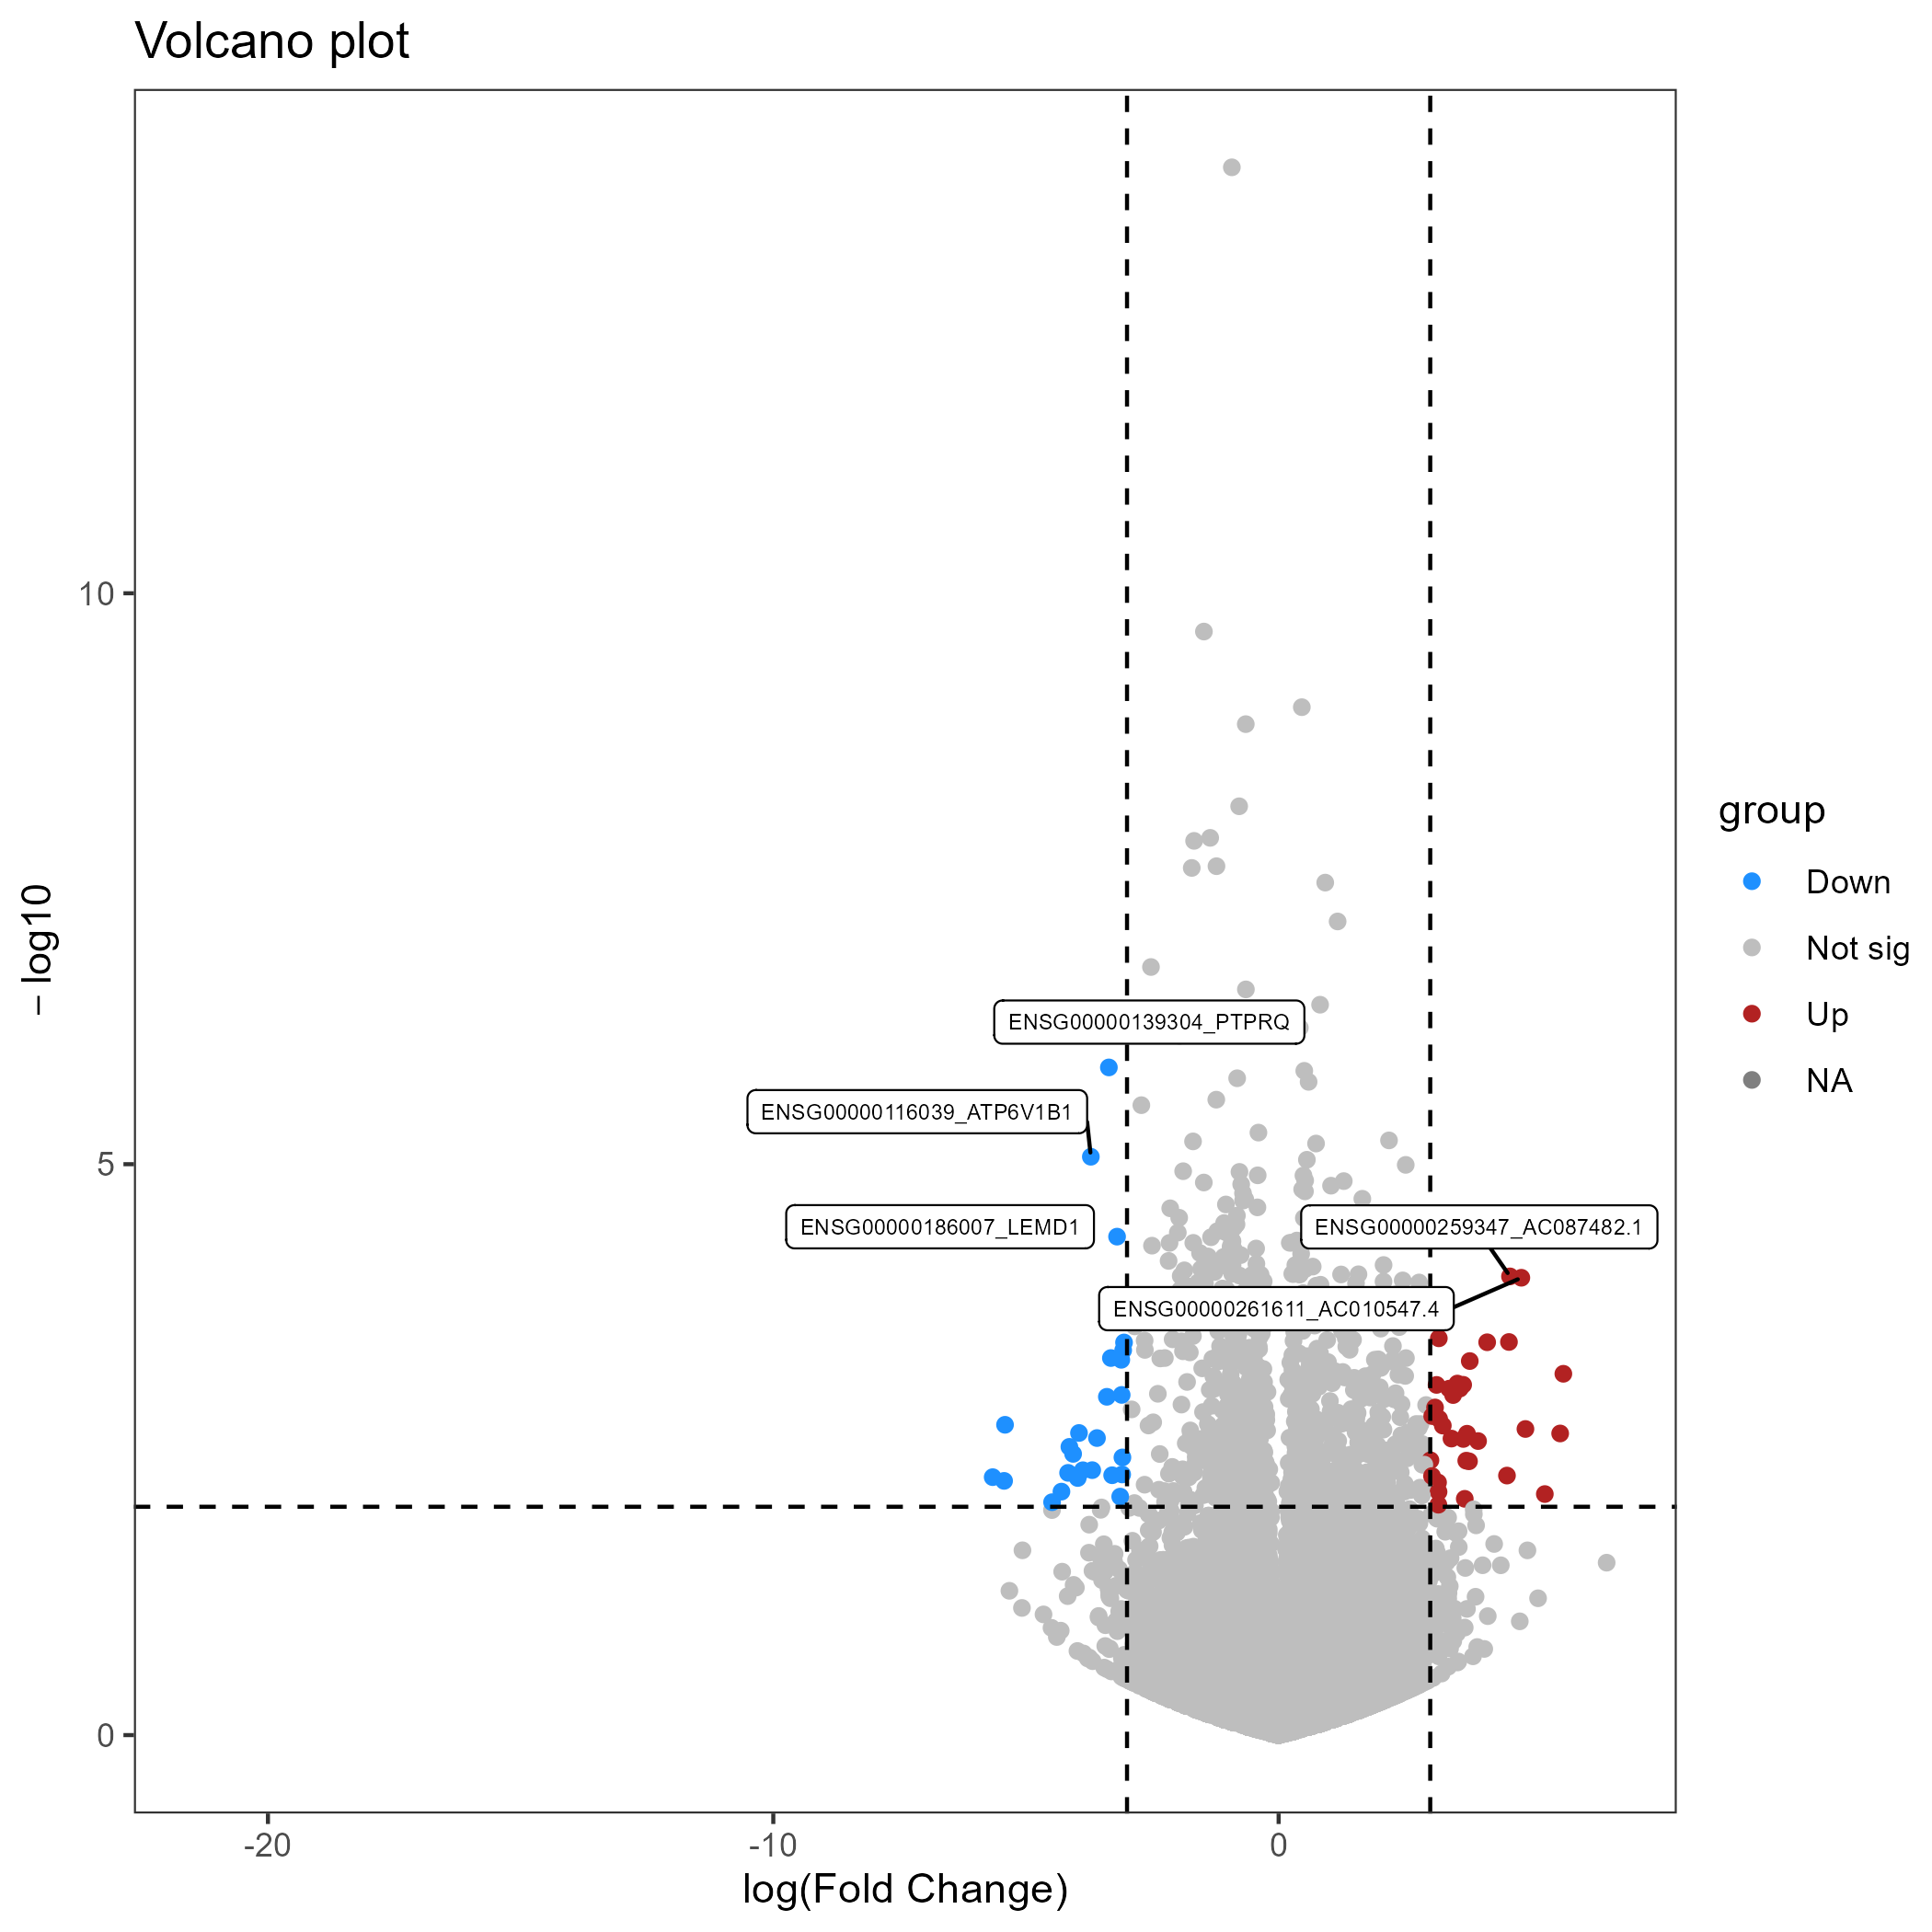 Volcano plot
10
5
0
-20
-10
0
log(Fold Change)
− log10
ENSG00000139304_PTPRQ
ENSG00000116039_ATP6V1B1
ENSG00000186007_LEMD1
ENSG00000259347_AC087482.1
ENSG00000261611_AC010547.4
group
Down
Not sig
Up
NA